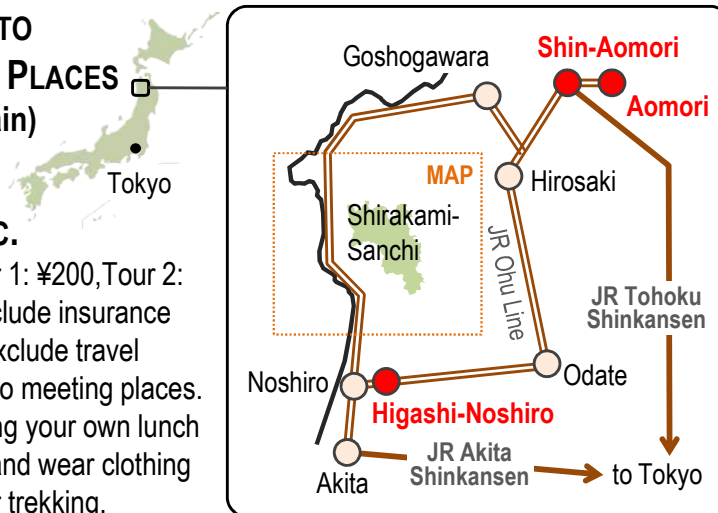 TO
PLACES
ain)
Tokyo
C.
r 1: ¥200,Tour 2:
clude insurance
xclude travel
o meeting places.
ng your own lunch
and wear clothing
r trekking.
Goshogawara
Shin-Aomori
Aomori
MAP
Hirosaki
Shirakami-
Sanchi
JR Ohu Line
JR Tohoku
Shinkansen
Noshiro
Higashi-Noshiro
Odate
Akita
JR Akita
Shinkansen
to Tokyo